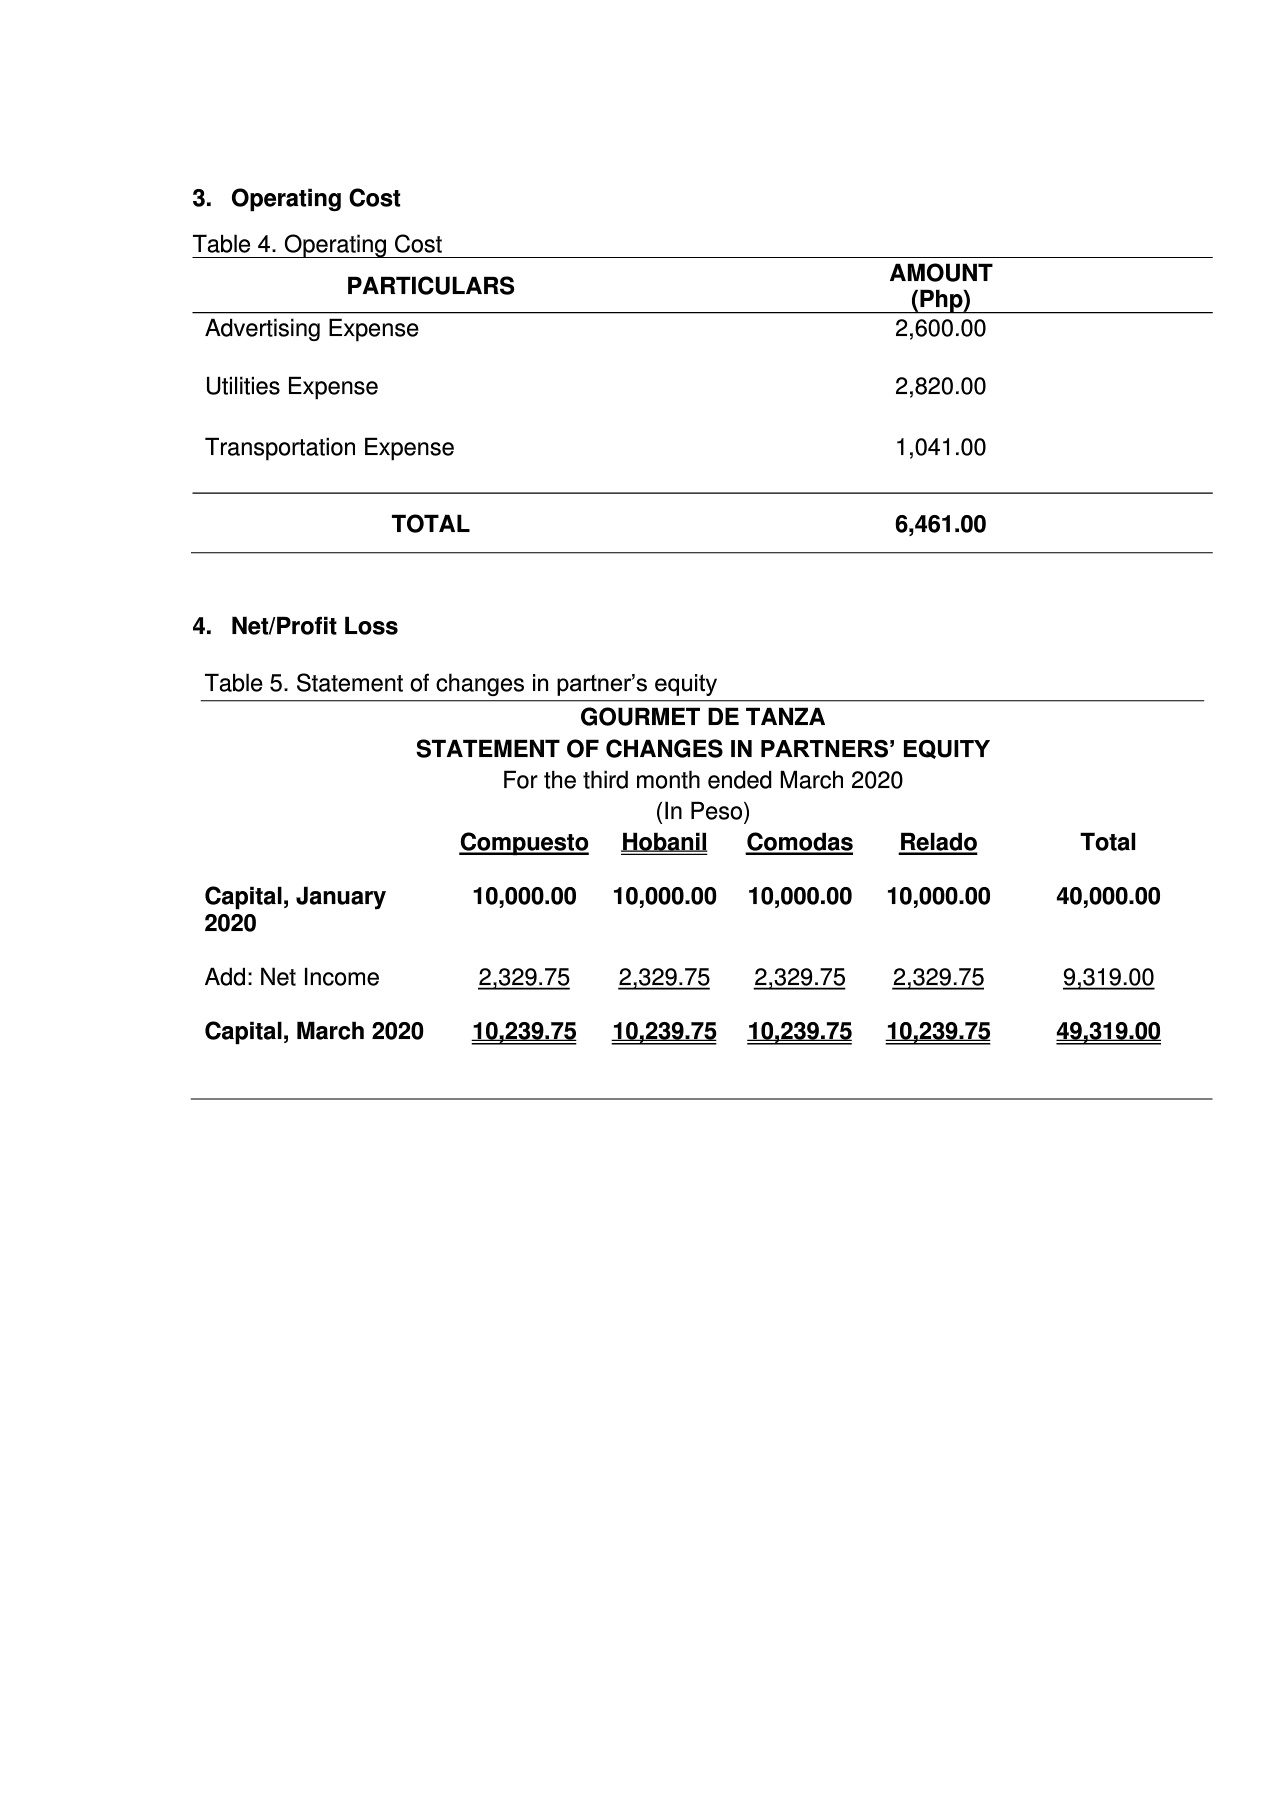 3. Operating Cost
Table 4. Operating Cost
PARTICULARS AMOUNT
(Php)
Advertising Expense 2,600.00
Utilities Expense 2,820.00
Transportation Expense 1,041.00
TOTAL 6,461.00
4. Net/Profit Loss
Table 5. Statement of changes in partner’s equity
GOURMET DE TANZA
STATEMENT OF CHANGES IN PARTNERS’ EQUITY
For the third month ended March 2020
(In Peso)
Compuesto Hobanil Comodas Relado Total
Capital, January 10,000.00 10,000.00 10,000.00 10,000.00 40,000.00
2020
Add: Net Income 2,329.75 2,329.75 2,329.75 2,329.75 9,319.00
Capital, March 2020 10,239.75 10,239.75 10,239.75 10,239.75 49,319.00